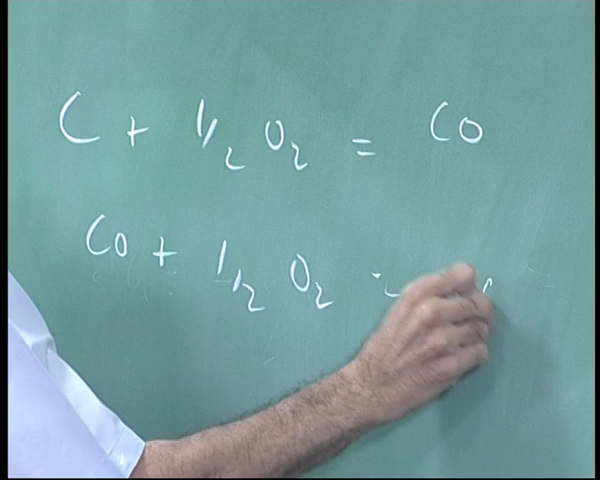 C + 1/2 O2 = CO
CO + 1/2 O2